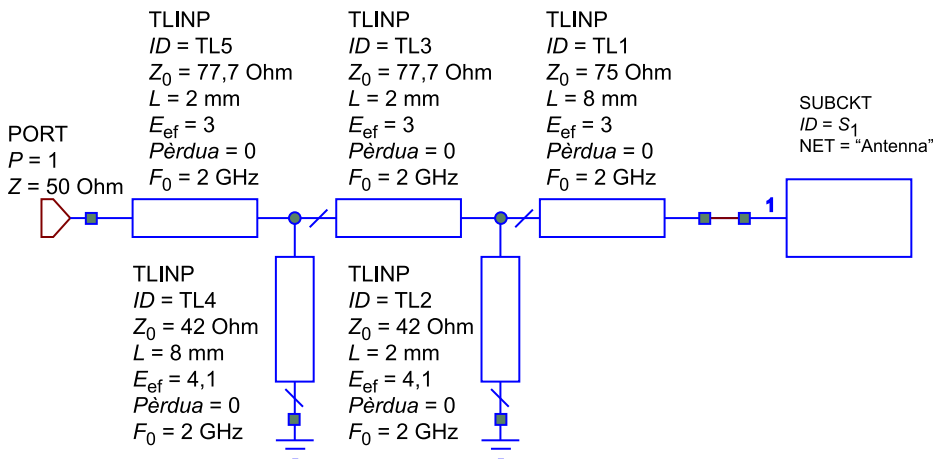 TLINP
ID = TL5
Z0 = 77,7 Ohm
L = 2 mm
Eef = 3
Pèrdua = 0
F0 = 2 GHz
TLINP
ID = TL3
Z0 = 77,7 Ohm
L = 2 mm
Eef = 3
Pèrdua = 0
F0 = 2 GHz
TLINP
ID = TL1
Z0 = 75 Ohm
L = 8 mm
Eef = 3
Pèrdua = 0
F0 = 2 GHz
SUBCKT
ID = S1
NET = “Antenna”
PORT
P = 1
Z = 50 Ohm
1
TLINP
ID = TL4
Z0 = 42 Ohm
L = 8 mm
Eef = 4,1
Pèrdua = 0
F0 = 2 GHz
TLINP
ID = TL2
Z0 = 42 Ohm
L = 2 mm
Eef = 4,1
Pèrdua = 0
F0 = 2 GHz